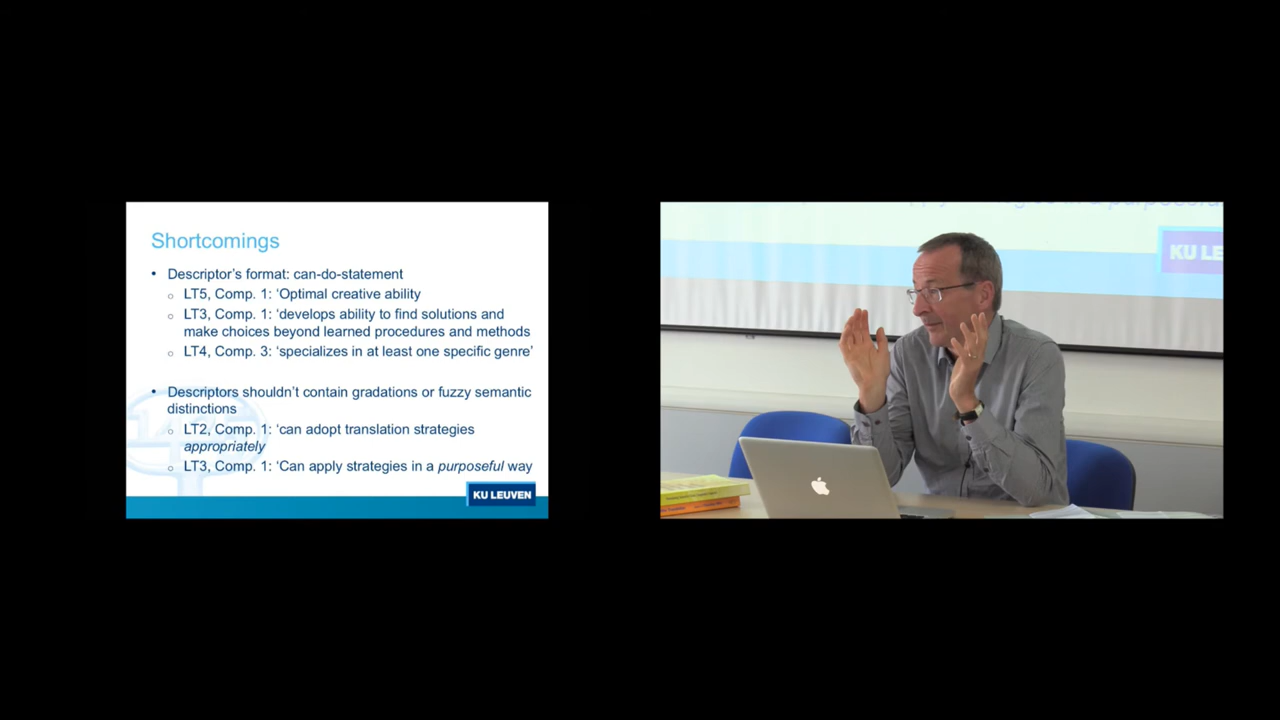 Shortcomings
• Descriptor's format: can-do-statement
o LT5, Comp. 1: 'Optimal creative ability
o LT3, Comp. 1: 'develops ability to find solutions and
make choices beyond learned procedures and methods
o LT4, Comp. 3: 'specializes in at least one specific genre'
• Descriptors shouldn't contain gradations or fuzzy semantic
distinctions
o LT2, Comp. 1: 'can adopt translation strategies
appropriately
o LT3, Comp. 1: 'Can apply strategies in a purposeful way
KU LEUVEN
KU LE